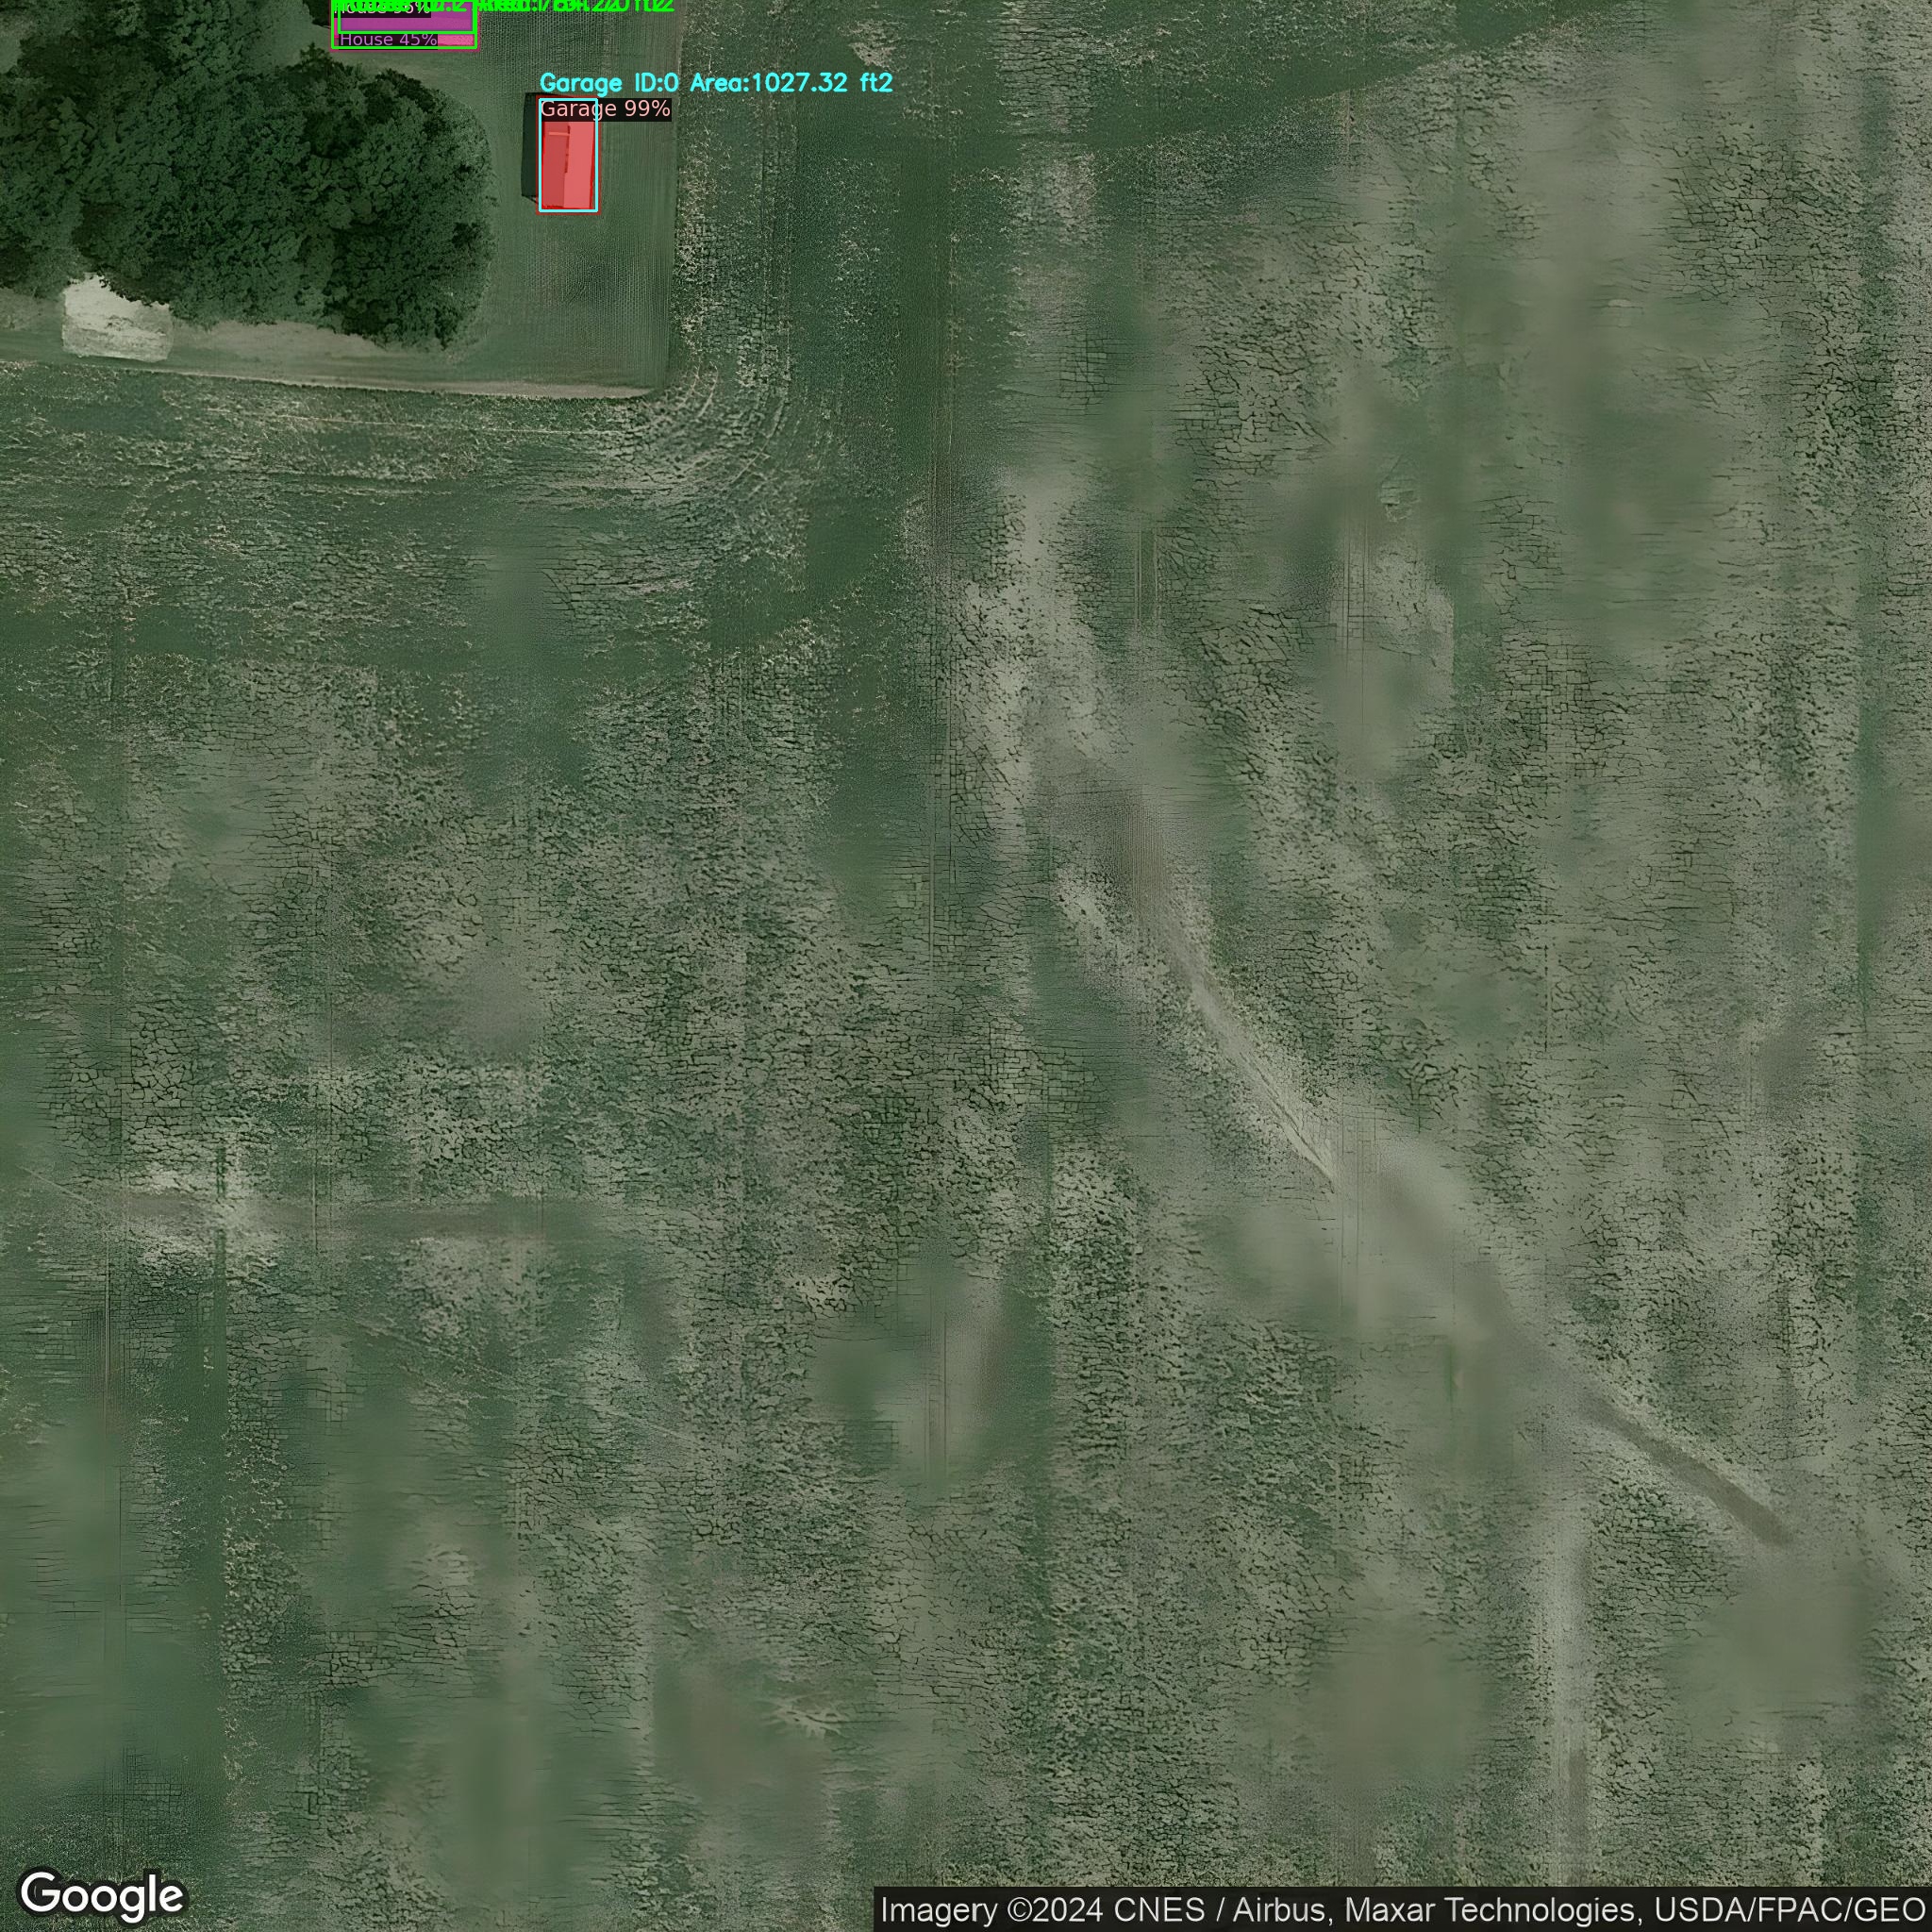 House 45%
Garage ID:0 Area:1027.32 ft2
Garage 99%
Google
Imagery ©2024 CNES / Airbus, Maxar Technologies, USDA/FPAC/GEO